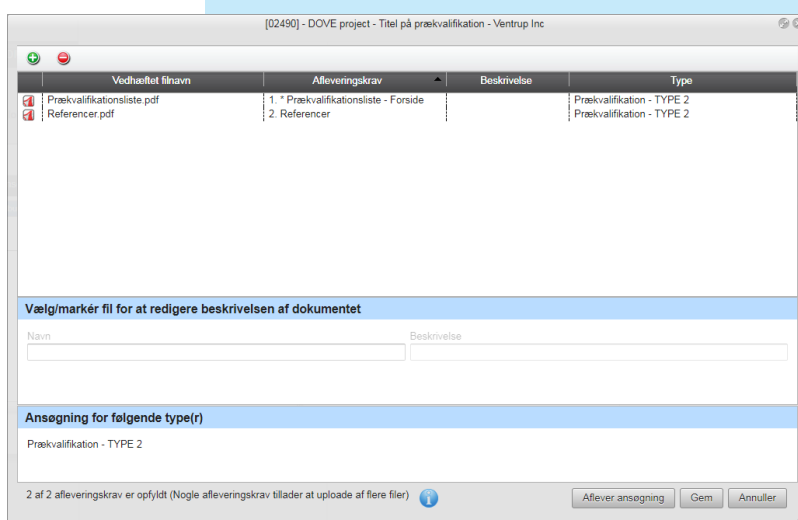 [02490] - DOVE project - Titel på prækvalifikation - Ventrup Inc
Vedhæftet filnavn Afleveringskrav Beskrivelse Type
Prækvalifikationsliste.pdf 1. * Prækvalifikationsliste - Forside Prækvalifikation - TYPE 2
Referencer.pdf 2. Referencer Prækvalifikation - TYPE 2
Vælg/markér fil for at redigere beskrivelsen af dokumentet
Navn Beskrivelse
Ansøgning for følgende type(r)
Prækvalifikation - TYPE 2
2 af 2 afleveringskrav er opfyldt (Nogle afleveringskrav tillader at uploade af flere filer) Aflever ansøgning Gem Annuller